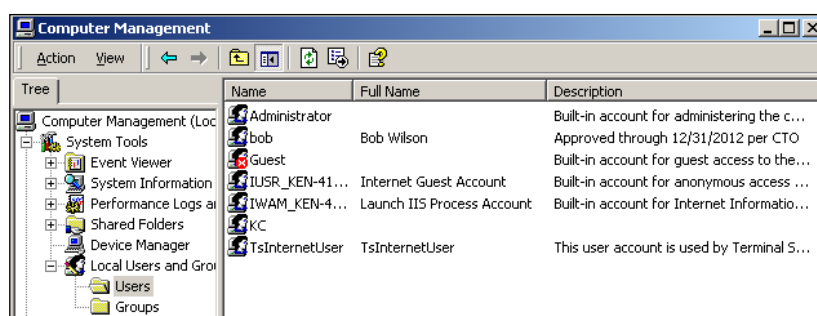 Computer Management
Action View
Tree
Name Full Name Description
Computer Management (Loc
System Tools
Event Viewer
System Information
Performance Logs a
Shared Folders
Device Manager
Local Users and Gro
Users
Groups
Administrator Built-in account for administering the c...
bob Bob Wilson Approved through 12/31/2012 per CTO
Guest Built-in account for guest access to the...
IUSR_KEN-41... Internet Guest Account Built-in account for anonymous access ...
IWAM_KEN-4... Launch IIS Process Account Built-in account for Internet Informatio...
KC
TsInternetUser TsInternetUser This user account is used by Terminal S...